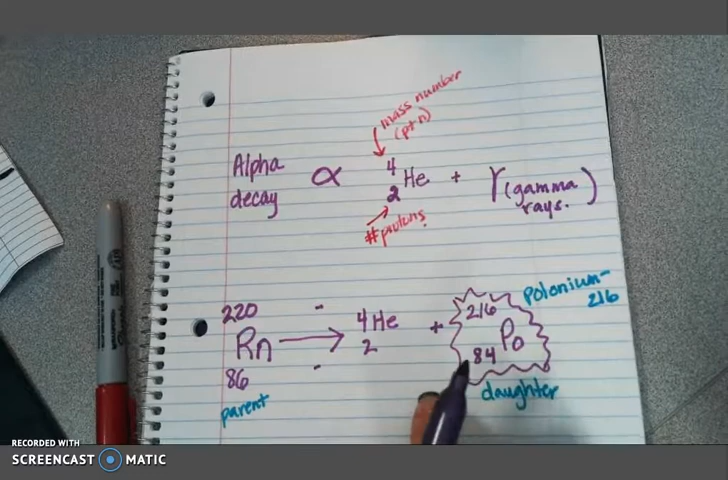 mass number
(p+n)
Alpha
decay
α
4
2
He + γ (gamma
rays.)
# protons
220
Rn
86
parent
→
4
2
He
+
216
84
Po
Polonium-
216
daughter
RECORDED WITH
SCREENCAST MATIC